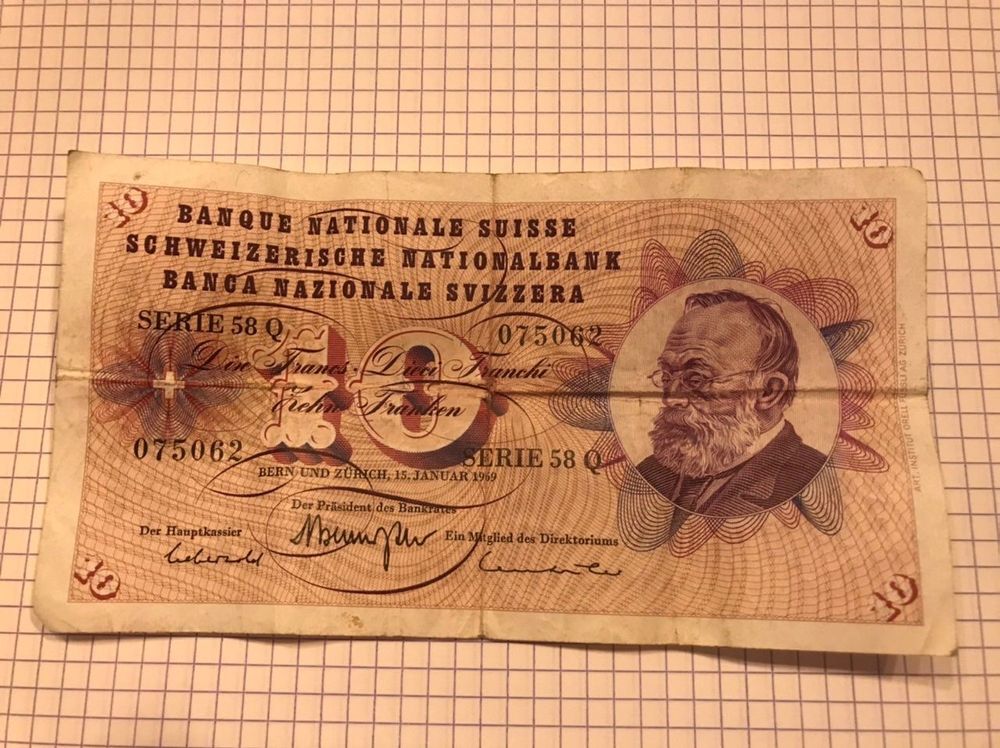 10 10
BANQUE NATIONALE SUISSE
SCHWEIZERISCHE NATIONALBANK
BANCA NAZIONALE SVIZZERA
SERIE 58 Q 075062
10
Dix Francs · Dieci Franchi
Zehn Franken
075062 SERIE 58 Q
BERN UND ZÜRICH, 15. JANUAR 1969
Der Präsident des Bankrates
Der Hauptkassier Ein Mitglied des Direktoriums
10 10
ART. INSTITUT ORELL FÜSSLI AG ZÜRICH